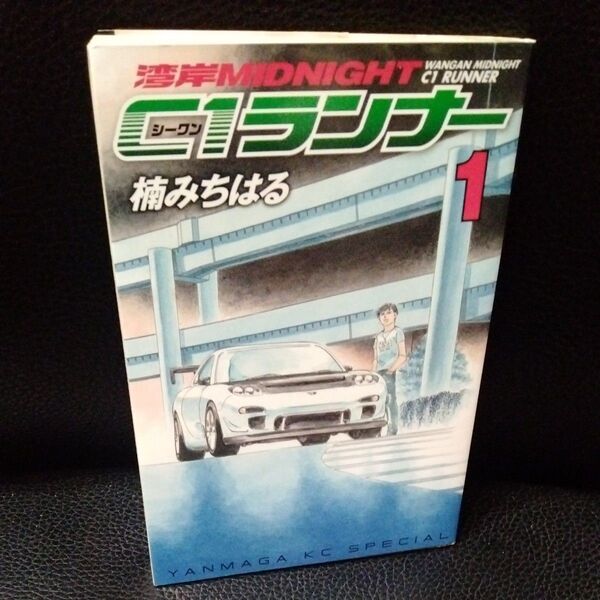 湾岸MIDNIGHT
WANGAN MIDNIGHT
C1 RUNNER
C1ランナー
シーワン
楠みちはる
1
YANMAGA KC SPECIAL